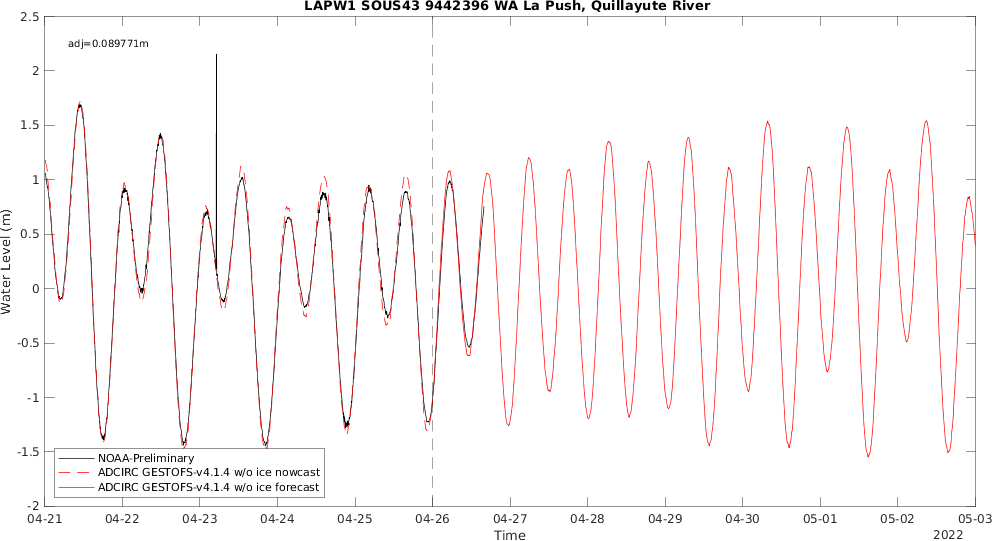 LAPW1 SOUS43 9442396 WA La Push, Quillayute River
adj=0.089771m
Water Level (m)
2.5
2
1.5
1
0.5
0
-0.5
-1
-1.5
-2
NOAA-Preliminary
ADCIRC GESTOFS-v4.1.4 w/o ice nowcast
ADCIRC GESTOFS-v4.1.4 w/o ice forecast
04-21 04-22 04-23 04-24 04-25 04-26 04-27 04-28 04-29 04-30 05-01 05-02 05-03
Time
2022